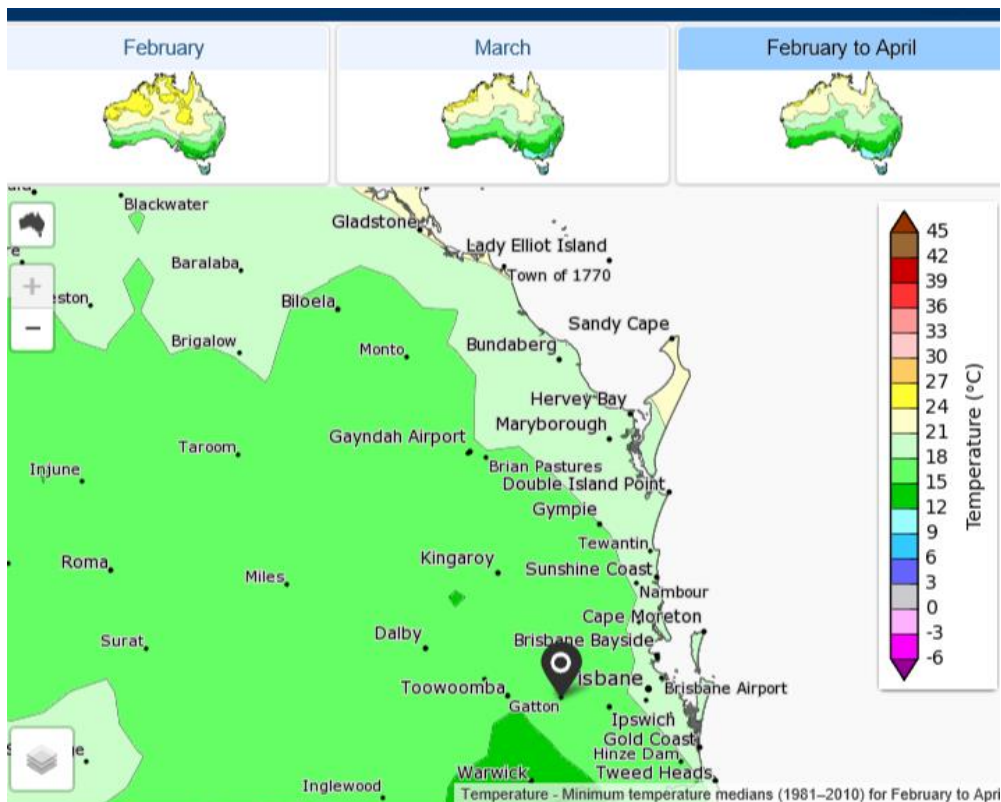 February
March
February to April
Blackwater
Gladstone
Lady Elliot Island
Town of 1770
Baralaba
eston
Biloela
Sandy Cape
Brigalow
Monto
Bundaberg
Hervey Bay
Maryborough
Gayndah Airport
Taroom
Brian Pastures
Injune
Double Island Point
Gympie
Tewantin
Kingaroy
Sunshine Coast
Roma
Miles
Nambour
Cape Moreton
Dalby
Surat
Brisbane Bayside
isbane
Toowoomba
Brisbane Airport
Gatton
Ipswich
Gold Coast
Hinze Dam
Warwick
Tweed Heads
Inglewood
45
42
39
36
33
30
27
24
21
18
15
12
9
6
3
0
-3
-6
Temperature (°C)
Temperature - Minimum temperature medians (1981–2010) for February to Apri